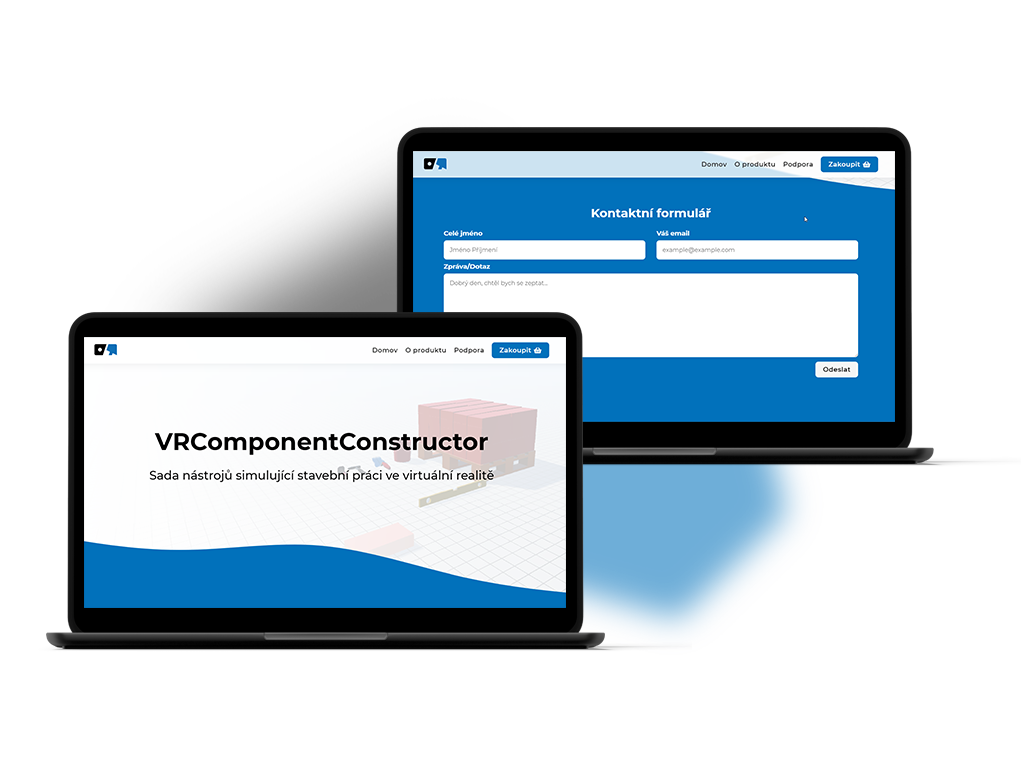 Domov O produktu Podpora Zakoupit
Kontaktní formulář
Celé jméno Váš email
Jméno Příjmení example@example.com
Zpráva/Dotaz
Dobrý den, chtěl bych se zeptat...
Odeslat
Domov O produktu Podpora Zakoupit
VRComponentConstructor
Sada nástrojů simulující stavební práci ve virtuální realitě